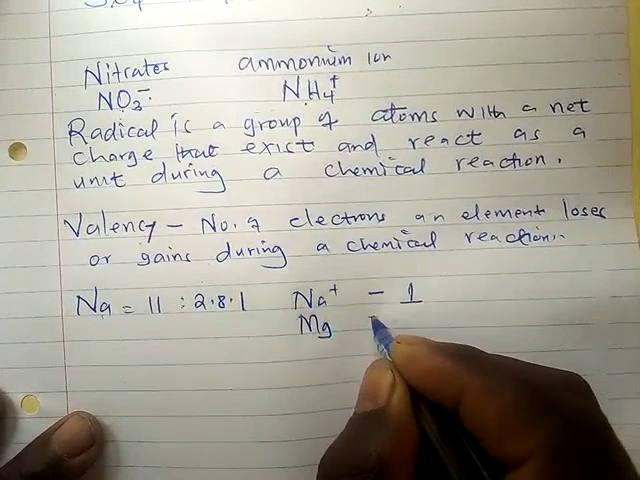 Nitrates ammonium ion
NO3⁻ NH4⁺
Radical is a group of atoms with a net
charge that exist and react as a
unit during a chemical reaction.
Valency - No. of electrons an element loses
or gains during a chemical reaction.
Na = 11 : 2.8.1 Na⁺ - 1
Mg